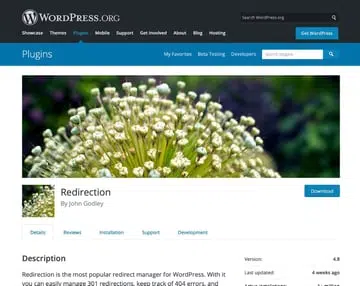 WORDPRESS.ORG
Search WordPress.org
Showcase Themes Plugins Mobile Support Get Involved About Blog Hosting
Get WordPress
Plugins
My Favorites Beta Testing Developers
Search plugins
Redirection
By John Godley
Download
Details Reviews Installation Support Development
Description
Version: 4.8
Redirection is the most popular redirect manager for WordPress. With it
Last updated: 4 weeks ago
you can easily manage 301 redirections, keep track of 404 errors, and